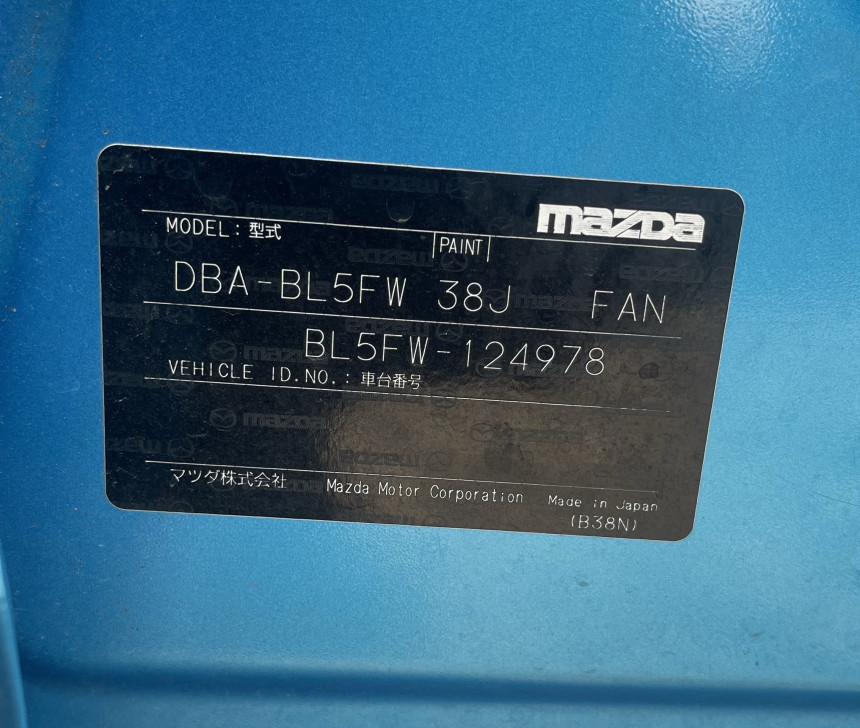 mazda
MODEL : 型式 PAINT
DBA-BL5FW 38J FAN
BL5FW-124978
VEHICLE ID.NO. : 車台番号
マツダ株式会社 Mazda Motor Corporation Made in Japan
(B38N)